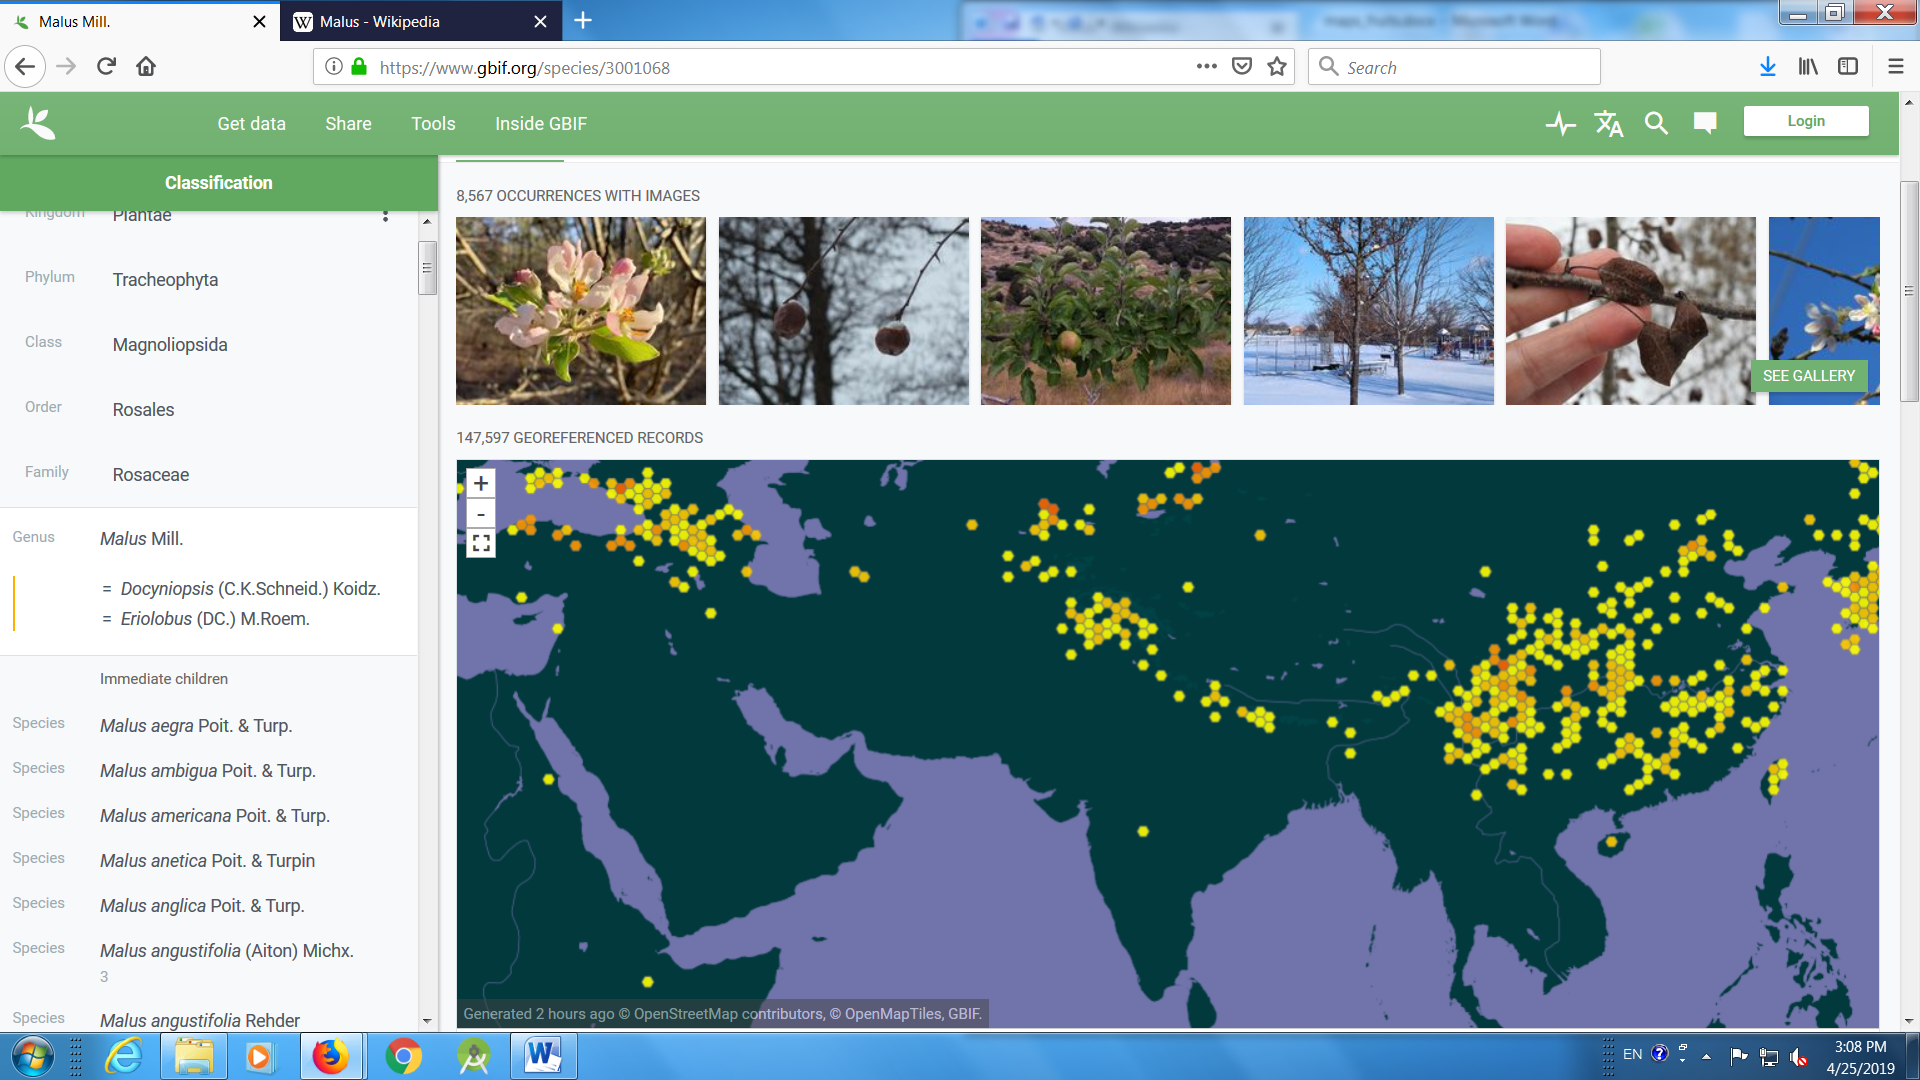 Malus Mill.
Malus - Wikipedia
https://www.gbif.org/species/3001068
Search
Get data
Share
Tools
Inside GBIF
Login
Classification
Kingdom Plantae
Phylum Tracheophyta
Class Magnoliopsida
Order Rosales
Family Rosaceae
Genus Malus Mill.
= Docyniopsis (C.K.Schneid.) Koidz.
= Eriolobus (DC.) M.Roem.
Immediate children
Species Malus aegra Poit. & Turp.
Species Malus ambigua Poit. & Turp.
Species Malus americana Poit. & Turp.
Species Malus anetica Poit. & Turpin
Species Malus anglica Poit. & Turp.
Species Malus angustifolia (Aiton) Michx.
3
Species Malus angustifolia Rehder
8,567 OCCURRENCES WITH IMAGES
SEE GALLERY
147,597 GEOREFERENCED RECORDS
+
-
Generated 2 hours ago © OpenStreetMap contributors, © OpenMapTiles, GBIF.
EN
3:08 PM
4/25/2019